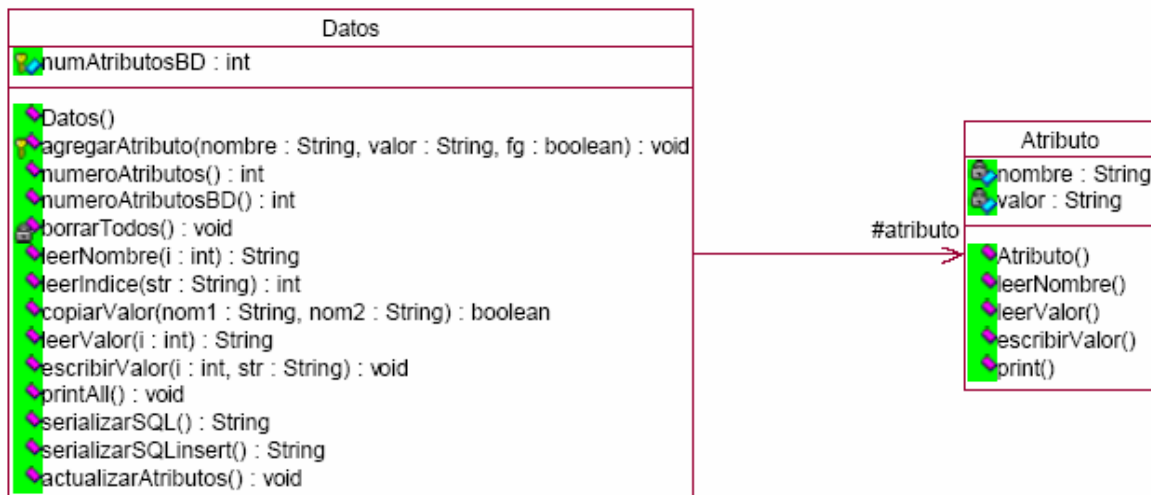 Datos
numAtributosBD : int
Datos()
agregarAtributo(nombre : String, valor : String, fg : boolean) : void
numeroAtributos() : int
numeroAtributosBD() : int
borrarTodos() : void
leerNombre(i : int) : String
leerIndice(str : String) : int
copiarValor(nom1 : String, nom2 : String) : boolean
leerValor(i : int) : String
escribirValor(i : int, str : String) : void
printAll() : void
serializarSQL() : String
serializarSQLinsert() : String
actualizarAtributos() : void
#atributo
Atributo
nombre : String
valor : String
Atributo()
leerNombre()
leerValor()
escribirValor()
print()